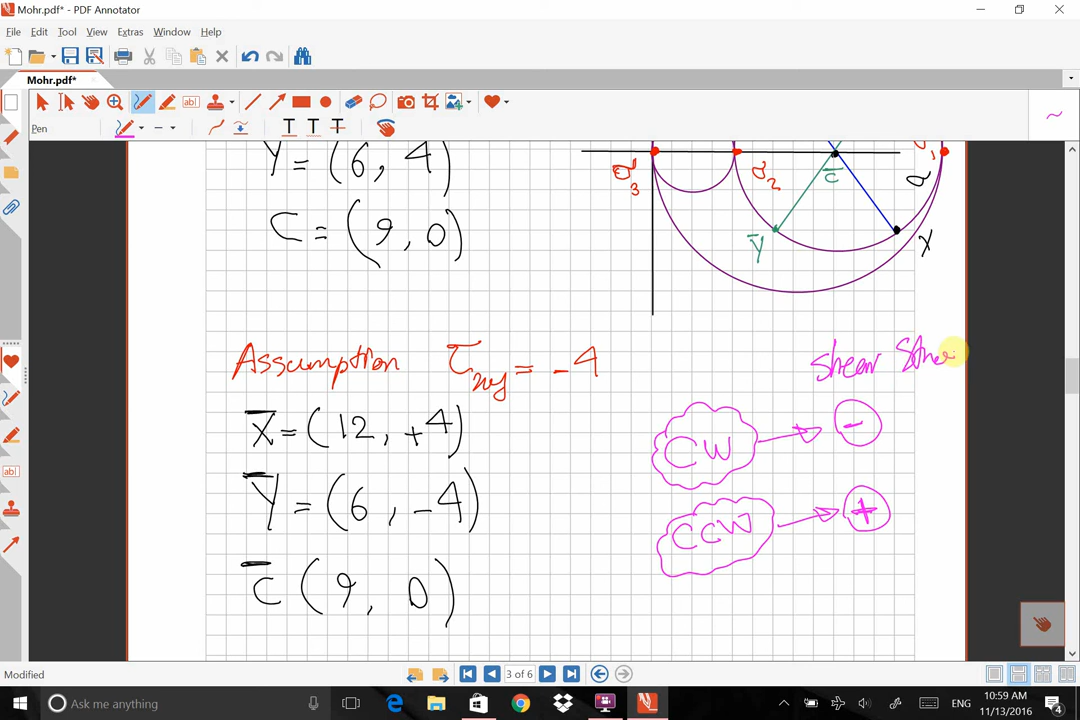 Mohr.pdf* - PDF Annotator
File Edit Tool View Extras Window Help
Mohr.pdf*
Pen
Y = (6, 4)
C = (9, 0)
σ3 σ2 C̅ σ1
Y̅ X
Assumption τxy = -4
shear Stre
X̅ = (12, +4)
CW → -
Y̅ = (6, -4)
CCW → +
C̅ (9, 0)
3 of 6
Modified
Ask me anything
ENG
10:59 AM
11/13/2016
4